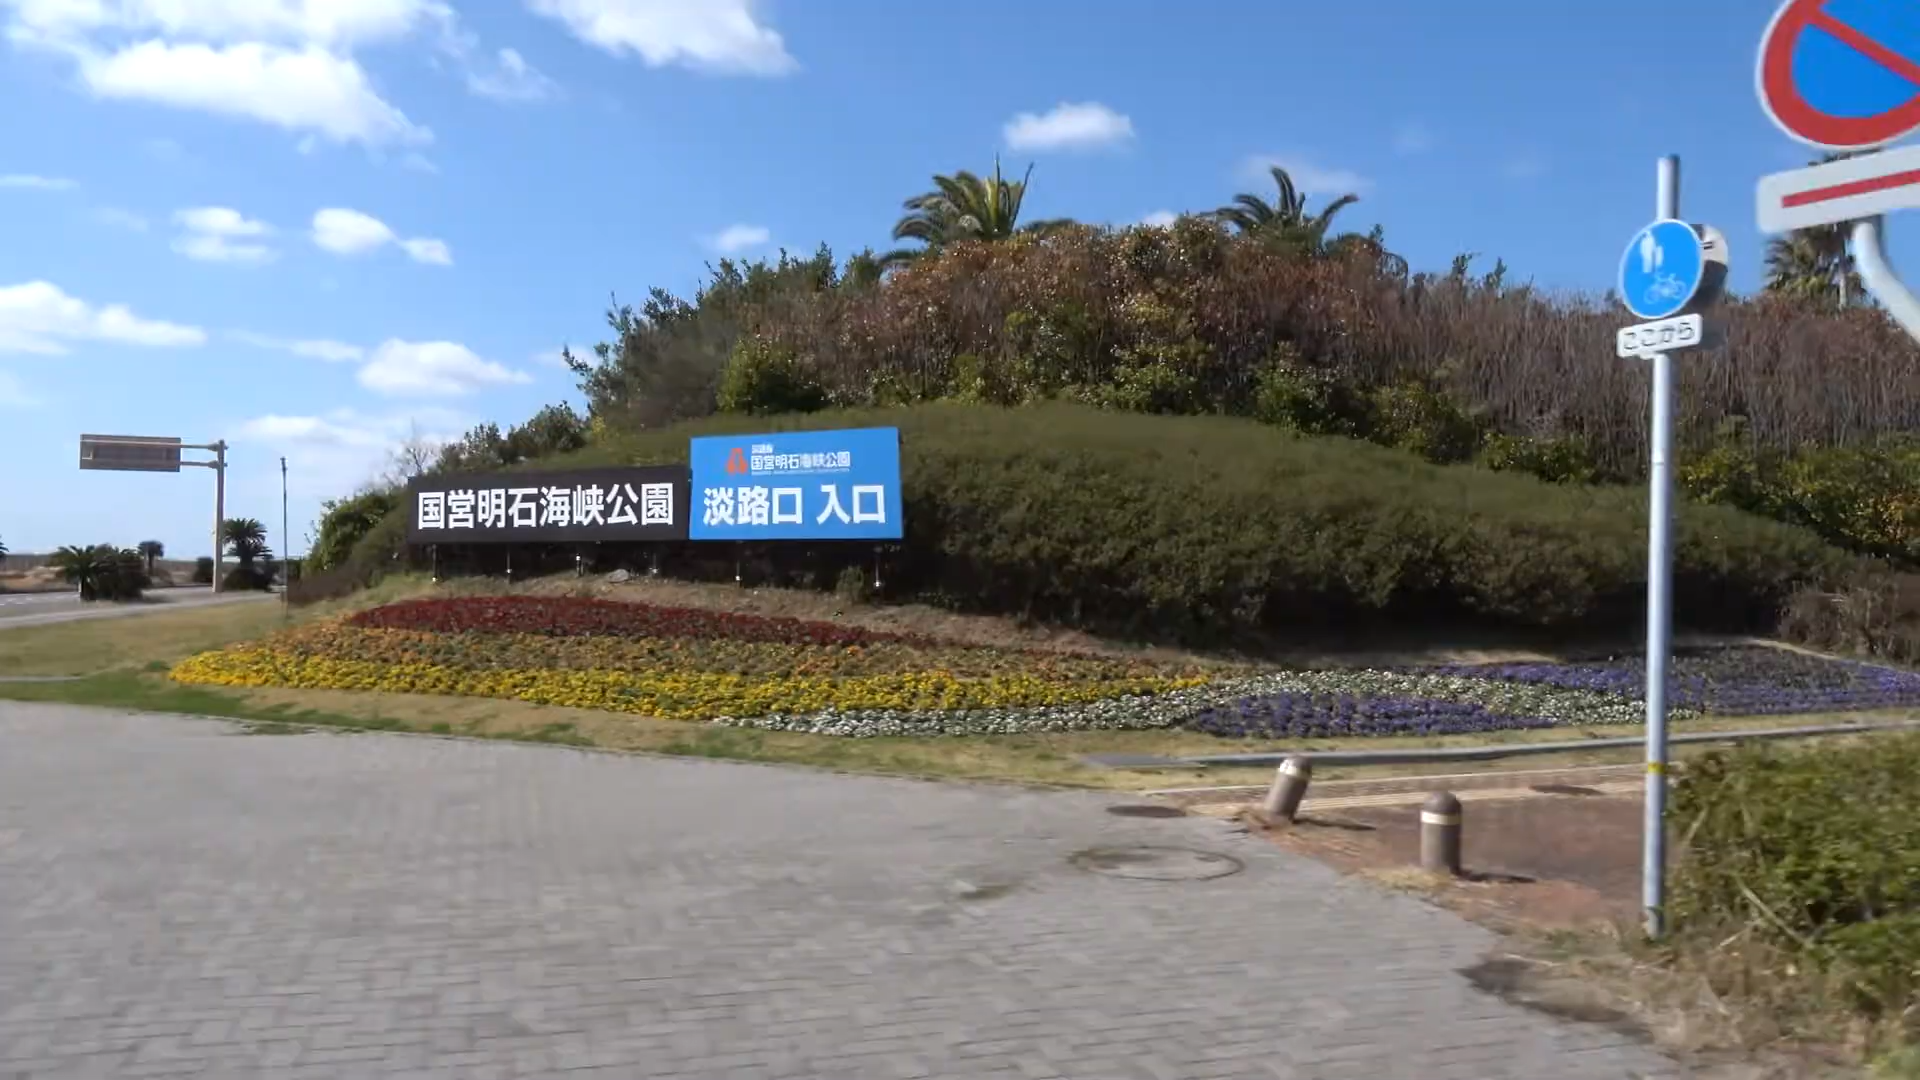 国営明石海峡公園
国営明石海峡公園
淡路口 入口
ここから